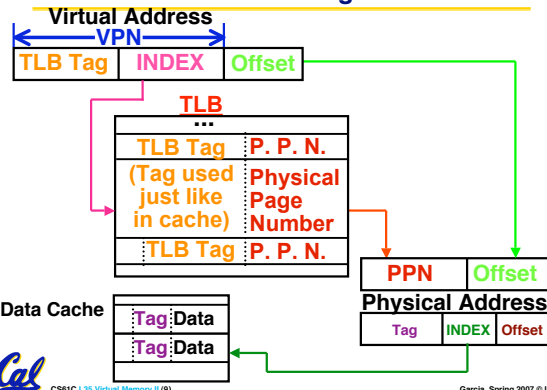 Virtual Address
VPN
TLB Tag INDEX Offset
TLB
...
TLB Tag P. P. N.
(Tag used just like in cache) Physical Page Number
TLB Tag P. P. N.
PPN Offset
Physical Address
Tag INDEX Offset
Data Cache
Tag Data
Tag Data
Cal
CS61C L35 Virtual Memory II (9)
Garcia, Spring 2007 ©